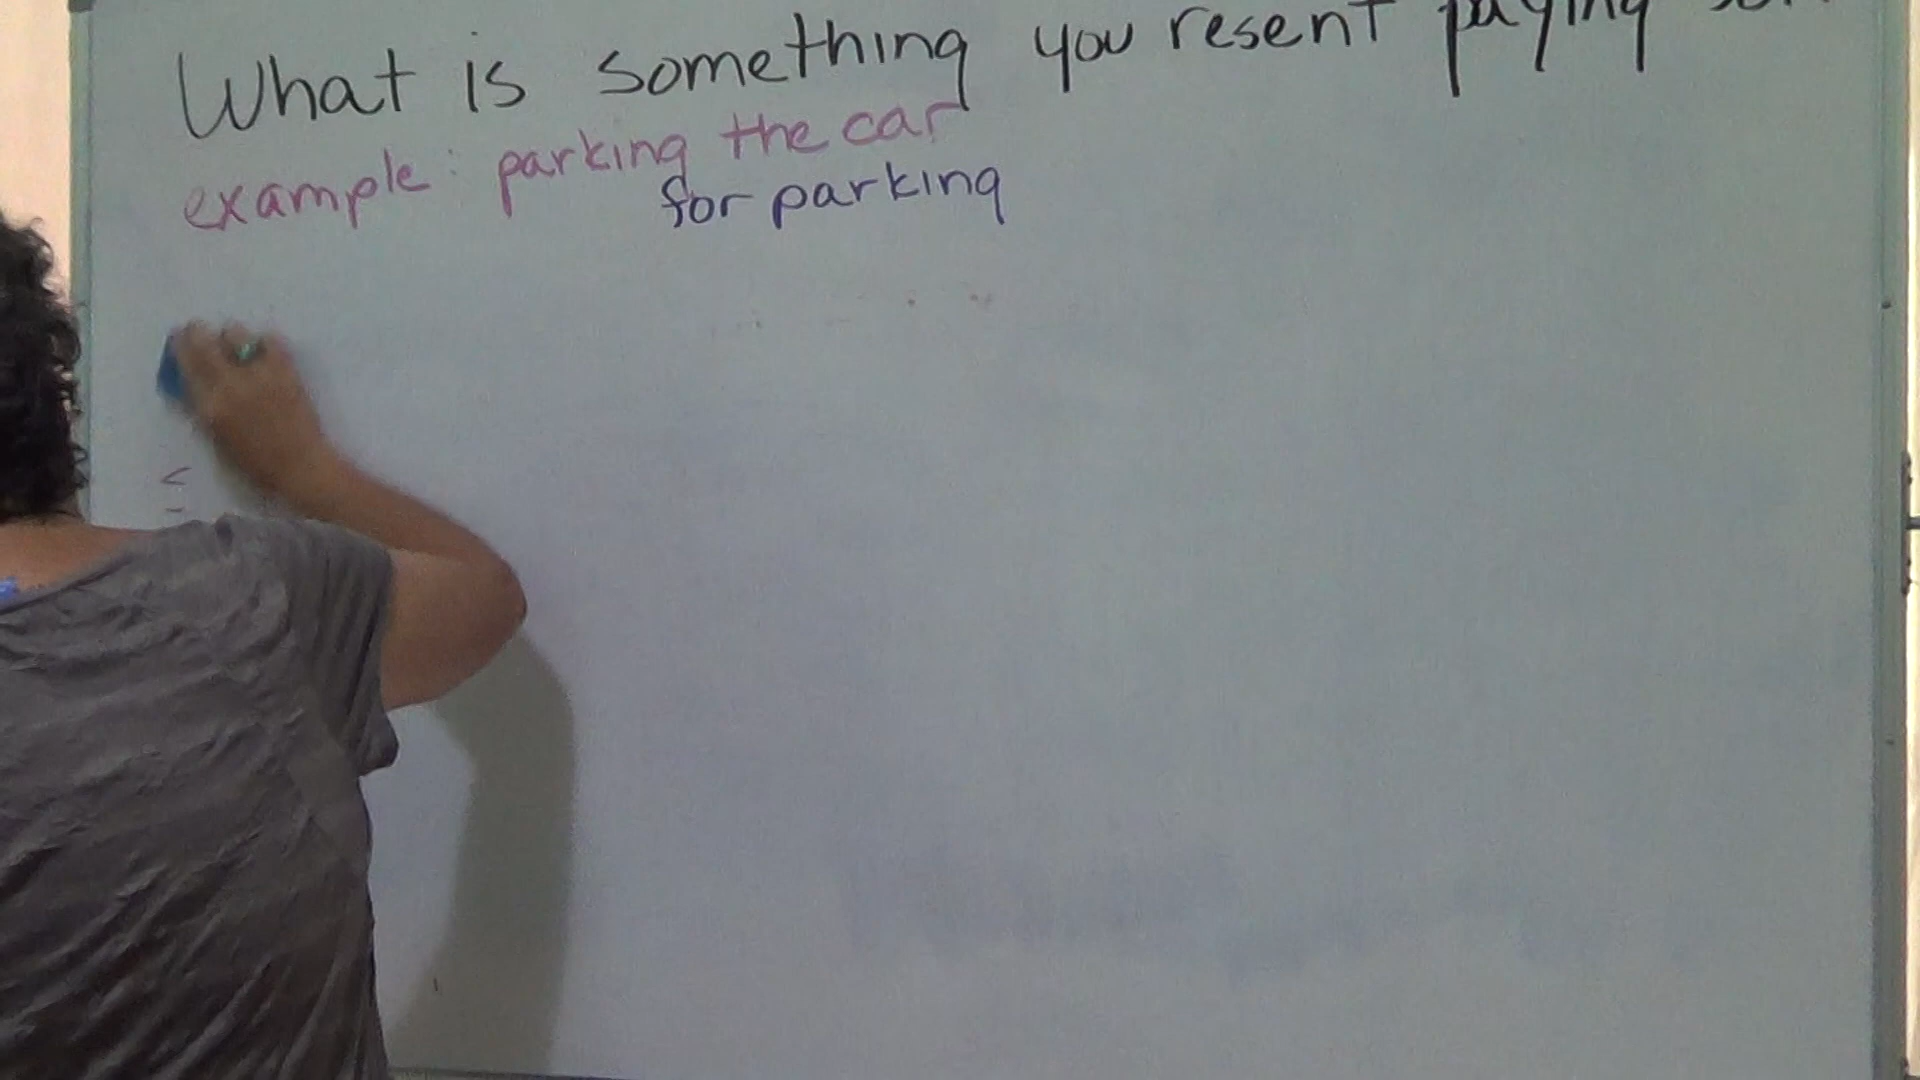 What is something you resent paying
example: parking the car
for parking